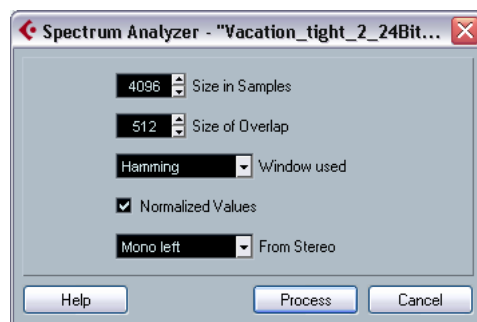 Spectrum Analyzer - "Vacation_tight_2_24Bit...
4096 Size in Samples
512 Size of Overlap
Hamming Window used
Normalized Values
Mono left From Stereo
Help Process Cancel